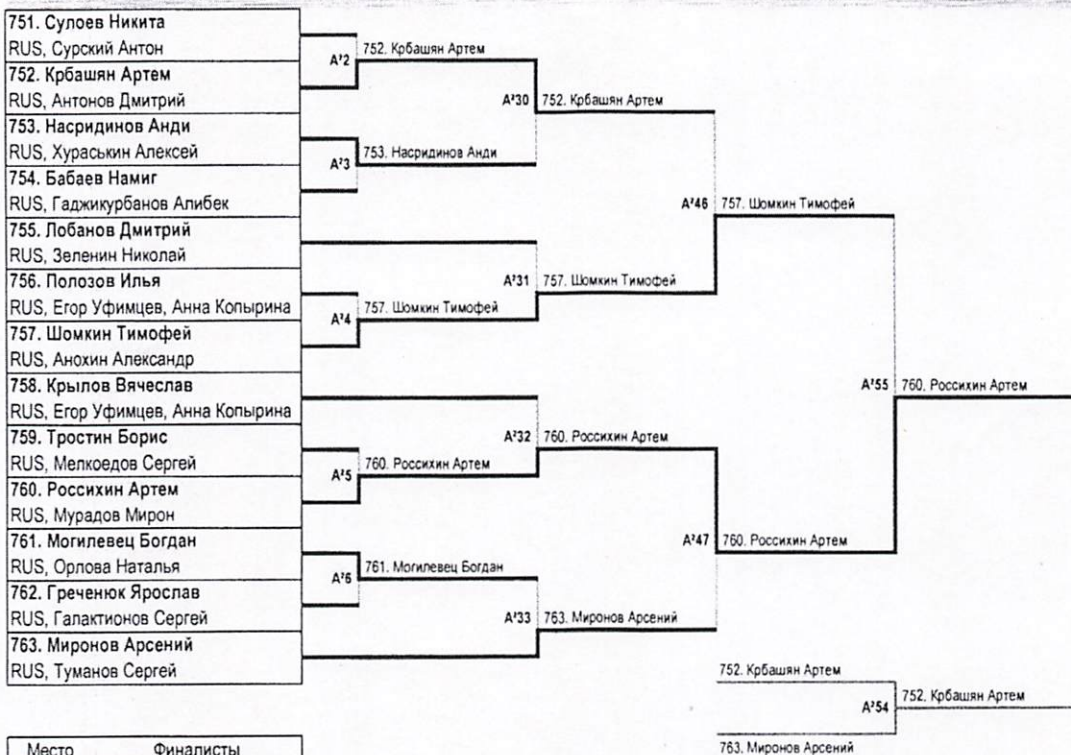 751. Сулоев Никита
RUS, Сурский Антон
752. Крбашян Артем
RUS, Антонов Дмитрий
753. Насридинов Анди
RUS, Хураськин Алексей
754. Бабаев Намиг
RUS, Гаджикурбанов Алибек
755. Лобанов Дмитрий
RUS, Зеленин Николай
756. Полозов Илья
RUS, Егор Уфимцев, Анна Копырина
757. Шомкин Тимофей
RUS, Анохин Александр
758. Крылов Вячеслав
RUS, Егор Уфимцев, Анна Копырина
759. Тростин Борис
RUS, Мелкоедов Сергей
760. Россихин Артем
RUS, Мурадов Мирон
761. Могилевец Богдан
RUS, Орлова Наталья
762. Греченюк Ярослав
RUS, Галактионов Сергей
763. Миронов Арсений
RUS, Туманов Сергей
Место Финалисты
A²2 752. Крбашян Артем
A²3 753. Насридинов Анди
A²4 757. Шомкин Тимофей
A²5 760. Россихин Артем
A²6 761. Могилевец Богдан
A²30 752. Крбашян Артем
A²31 757. Шомкин Тимофей
A²32 760. Россихин Артем
A²33 763. Миронов Арсений
A²46 757. Шомкин Тимофей
A²47 760. Россихин Артем
A²55 760. Россихин Артем
752. Крбашян Артем
A²54 752. Крбашян Артем
763. Миронов Арсений